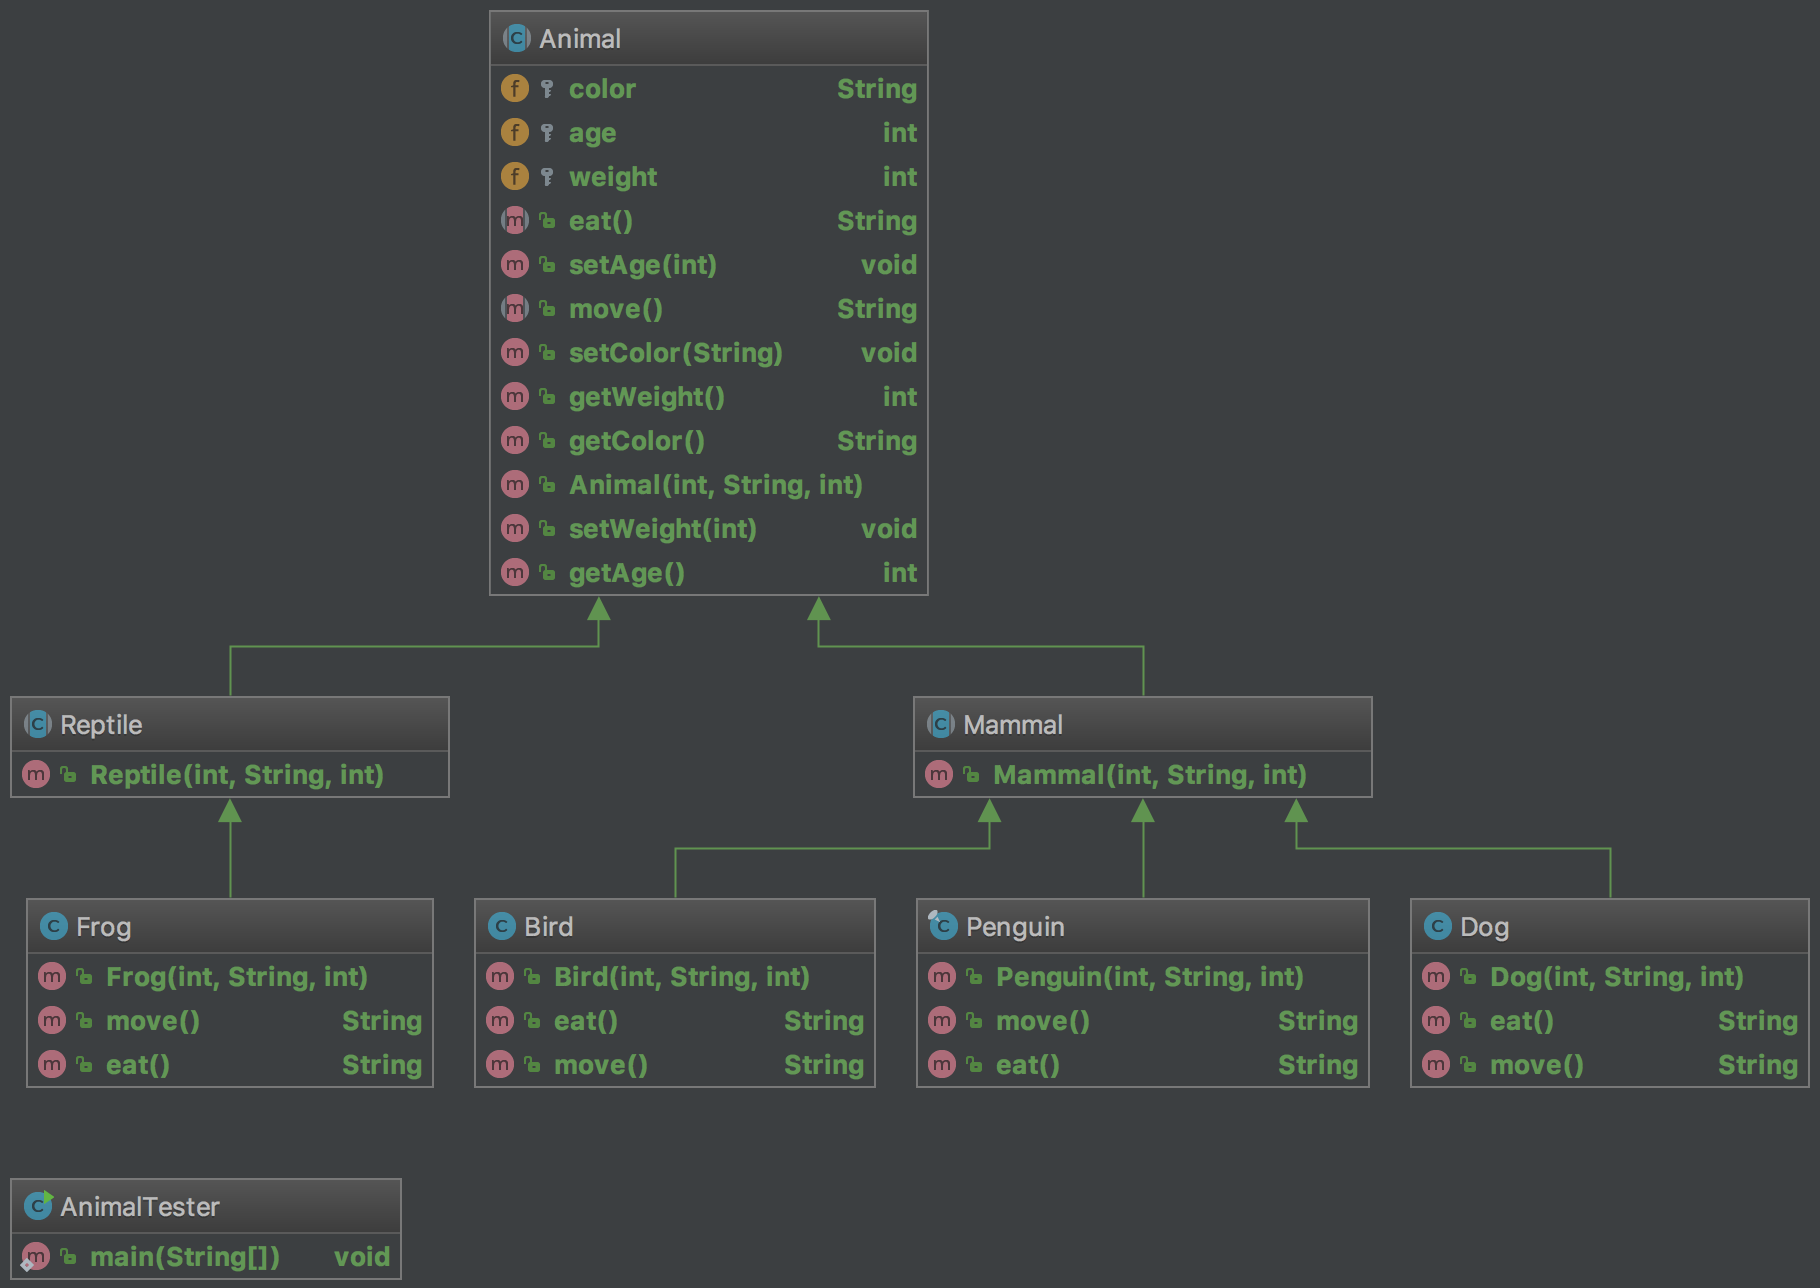 Animal
color String
age int
weight int
eat() String
setAge(int) void
move() String
setColor(String) void
getWeight() int
getColor() String
Animal(int, String, int)
setWeight(int) void
getAge() int
Reptile
Reptile(int, String, int)
Mammal
Mammal(int, String, int)
Frog
Frog(int, String, int)
move() String
eat() String
Bird
Bird(int, String, int)
eat() String
move() String
Penguin
Penguin(int, String, int)
move() String
eat() String
Dog
Dog(int, String, int)
eat() String
move() String
AnimalTester
main(String[]) void